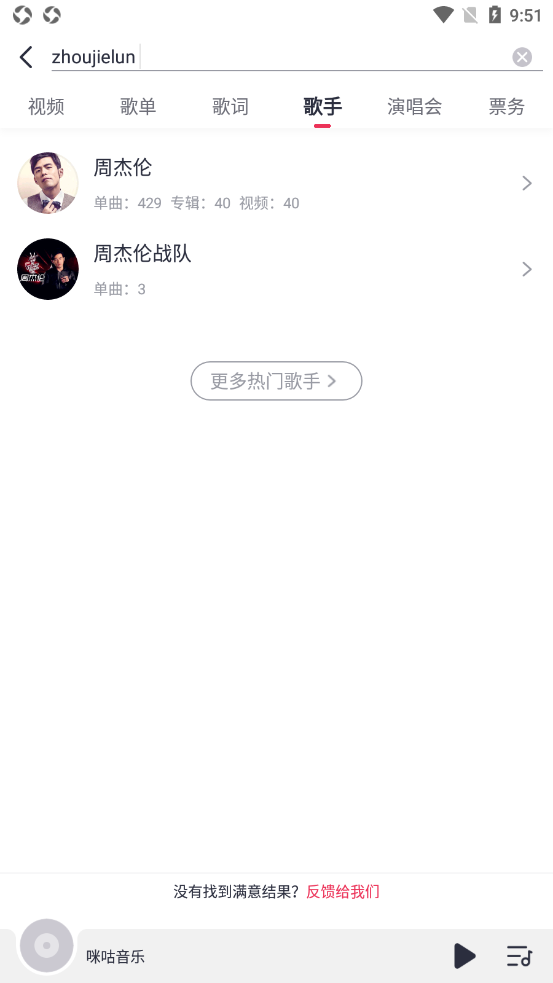 9:51
zhoujielun
视频 歌单 歌词 歌手 演唱会 票务
周杰伦
单曲：429 专辑：40 视频：40
周杰伦战队
周杰伦
单曲：3
更多热门歌手
没有找到满意结果？反馈给我们
咪咕音乐